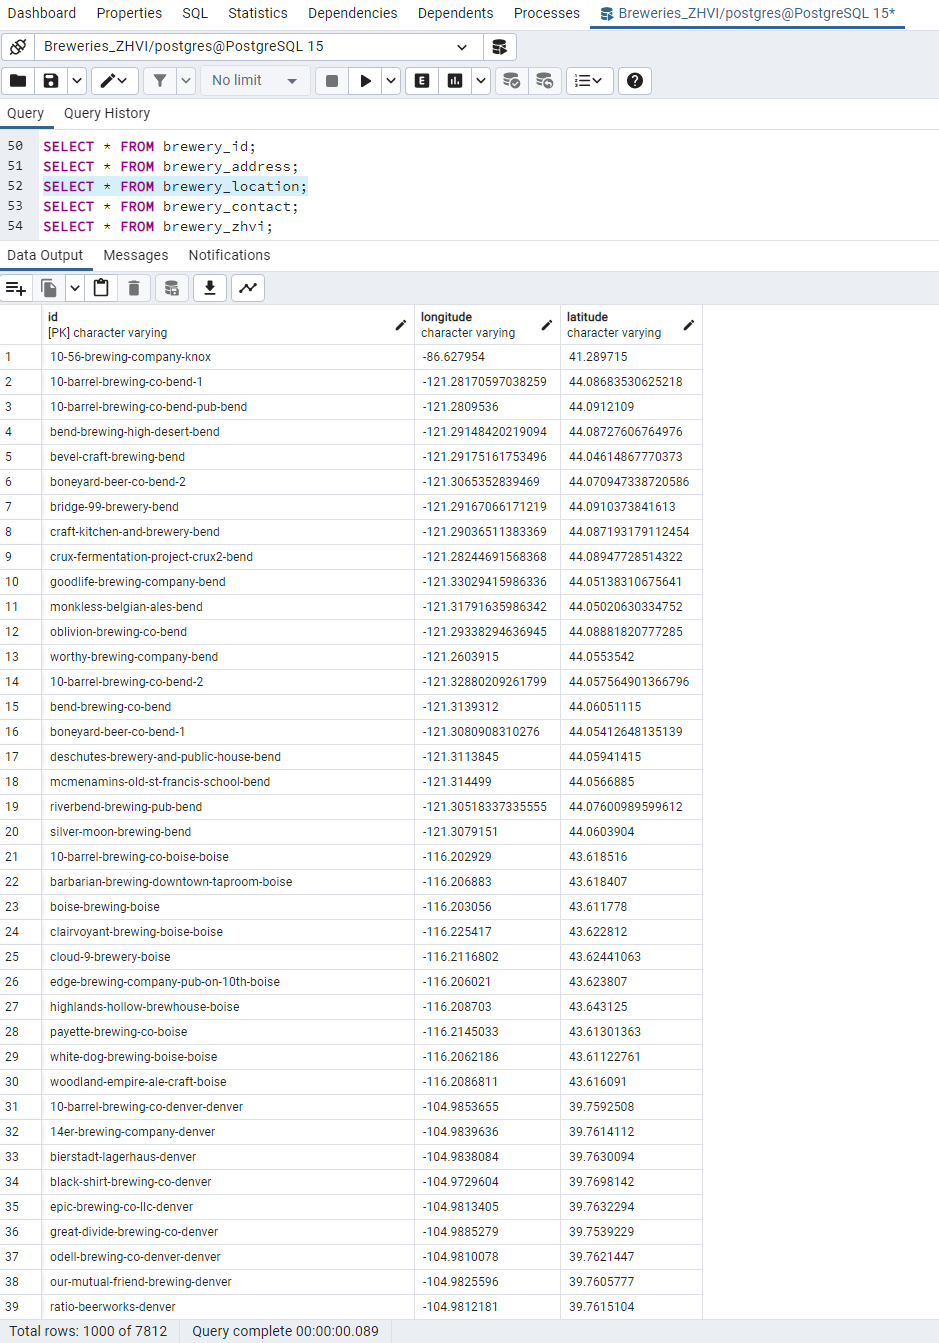 Dashboard Properties SQL Statistics Dependencies Dependents Processes Breweries_ZHVI/postgres@PostgreSQL 15*
Breweries_ZHVI/postgres@PostgreSQL 15
No limit E
Query Query History
50 SELECT * FROM brewery_id;
51 SELECT * FROM brewery_address;
52 SELECT * FROM brewery_location;
53 SELECT * FROM brewery_contact;
54 SELECT * FROM brewery_zhvi;
Data Output Messages Notifications
id longitude latitude
[PK] character varying character varying character varying
1 10-56-brewing-company-knox -86.627954 41.289715
2 10-barrel-brewing-co-bend-1 -121.28170597038259 44.08683530625218
3 10-barrel-brewing-co-bend-pub-bend -121.2809536 44.0912109
4 bend-brewing-high-desert-bend -121.29148420219094 44.08727606764976
5 bevel-craft-brewing-bend -121.29175161753496 44.04614867770373
6 boneyard-beer-co-bend-2 -121.3065352839469 44.070947338720586
7 bridge-99-brewery-bend -121.29167066171219 44.0910373841613
8 craft-kitchen-and-brewery-bend -121.29036511383369 44.087193179112454
9 crux-fermentation-project-crux2-bend -121.28244691568368 44.08947728514322
10 goodlife-brewing-company-bend -121.33029415986336 44.05138310675641
11 monkless-belgian-ales-bend -121.31791635986342 44.05020630334752
12 oblivion-brewing-co-bend -121.29338294636945 44.08881820777285
13 worthy-brewing-company-bend -121.2603915 44.0553542
14 10-barrel-brewing-co-bend-2 -121.32880209261799 44.057564901366796
15 bend-brewing-co-bend -121.3139312 44.06051115
16 boneyard-beer-co-bend-1 -121.3080908310276 44.05412648135139
17 deschutes-brewery-and-public-house-bend -121.3113845 44.05941415
18 mcmenamins-old-st-francis-school-bend -121.314499 44.0566885
19 riverbend-brewing-pub-bend -121.30518337335555 44.07600989599612
20 silver-moon-brewing-bend -121.3079151 44.0603904
21 10-barrel-brewing-co-boise-boise -116.202929 43.618516
22 barbarian-brewing-downtown-taproom-boise -116.206883 43.618407
23 boise-brewing-boise -116.203056 43.611778
24 clairvoyant-brewing-boise-boise -116.225417 43.622812
25 cloud-9-brewery-boise -116.2116802 43.62441063
26 edge-brewing-company-pub-on-10th-boise -116.206021 43.623807
27 highlands-hollow-brewhouse-boise -116.208703 43.643125
28 payette-brewing-co-boise -116.2145033 43.61301363
29 white-dog-brewing-boise-boise -116.2062186 43.61122761
30 woodland-empire-ale-craft-boise -116.2086811 43.616091
31 10-barrel-brewing-co-denver-denver -104.9853655 39.7592508
32 14er-brewing-company-denver -104.9839636 39.7614112
33 bierstadt-lagerhaus-denver -104.9838084 39.7630094
34 black-shirt-brewing-co-denver -104.9729604 39.7698142
35 epic-brewing-co-llc-denver -104.9813405 39.7632294
36 great-divide-brewing-co-denver -104.9885279 39.7539229
37 odell-brewing-co-denver-denver -104.9810078 39.7621447
38 our-mutual-friend-brewing-denver -104.9825596 39.7605777
39 ratio-beerworks-denver -104.9812181 39.7615104
Total rows: 1000 of 7812 Query complete 00:00:00.089